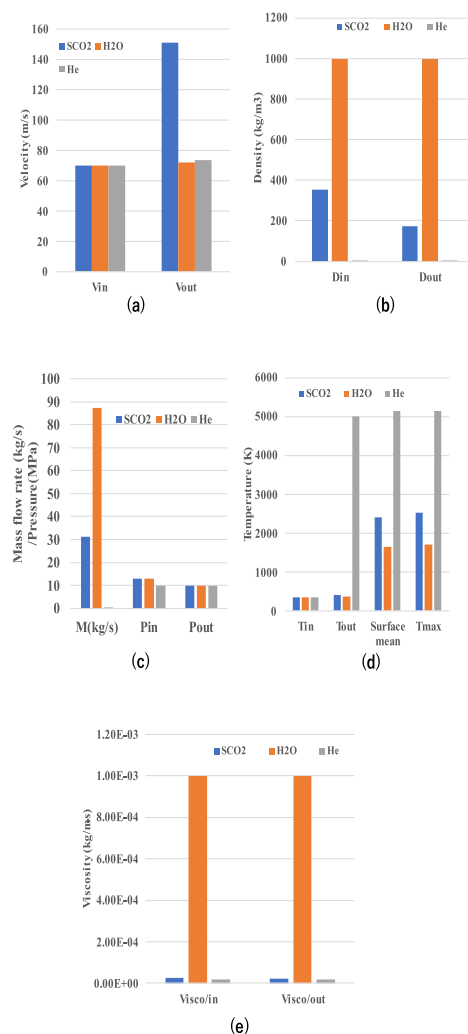 160
SCO2 H2O
140
He
120
100
80
60
40
20
0
Velocity (m/s)
Vin Vout
(a)
1200
SCO2 H2O He
1000
800
600
400
200
0
Density (kg/m3)
Din Dout
(b)
100
90
SCO2 H2O He
80
70
60
50
40
30
20
10
0
Mass flow rate (kg/s)
/Pressure(MPa)
M(kg/s) Pin Pout
(c)
6000
SCO2 H2O He
5000
4000
3000
2000
1000
0
Temperature (K)
Tin Tout Surface Tmax
mean
(d)
1.20E-03
SCO2 H2O He
1.00E-03
8.00E-04
6.00E-04
4.00E-04
2.00E-04
0.00E+00
Viscosity (kg/m-s)
Visco/in Visco/out
(e)